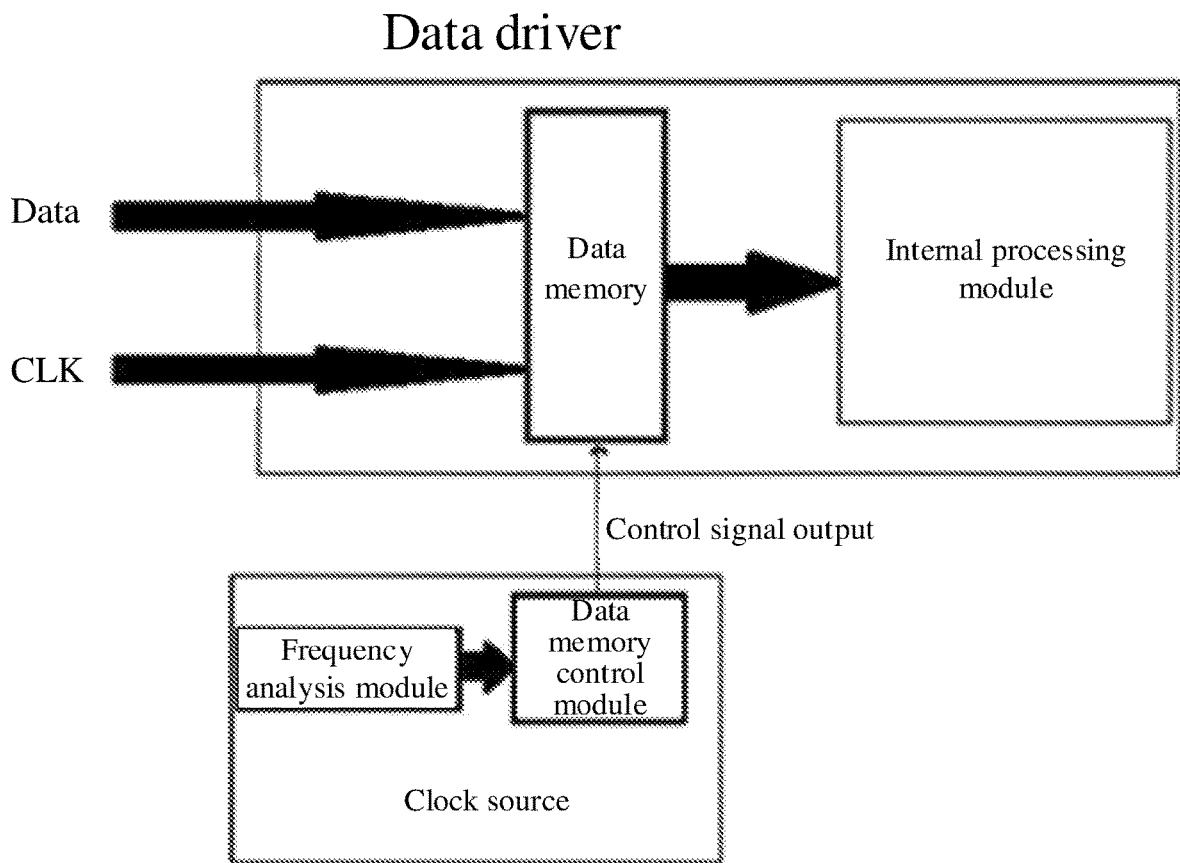 Data driver
Data
Data
memory
Internal processing
module
CLK
Control signal output
Frequency
analysis module
Data
memory
control
module
Clock source